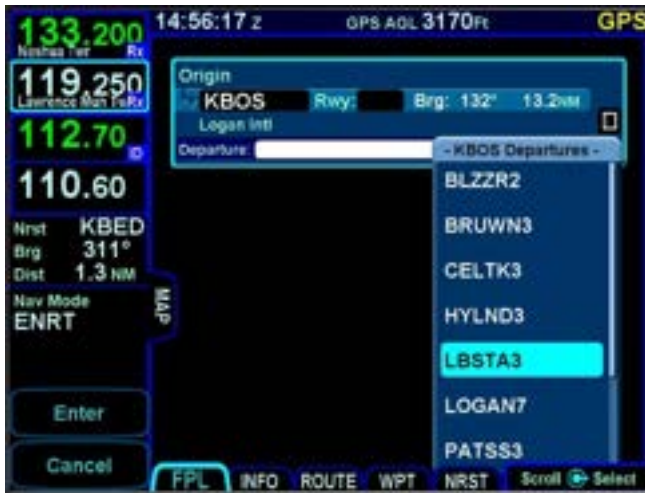 133.200
Nashua Twr Rx
119.250
Lawrence Mun Twr Rx
112.70 ID
110.60
Nrst KBED
Brg 311°
Dist 1.3 NM
Nav Mode
ENRT
Enter
Cancel
14:56:17 Z GPS AGL 3170Ft GPS
Origin
KBOS Rwy: Brg: 132° 13.2NM
Logan Intl
Departure:
- KBOS Departures -
BLZZR2
BRUWN3
CELTK3
HYLND3
LBSTA3
LOGAN7
PATSS3
MAP
FPL INFO ROUTE WPT NRST Scroll Select